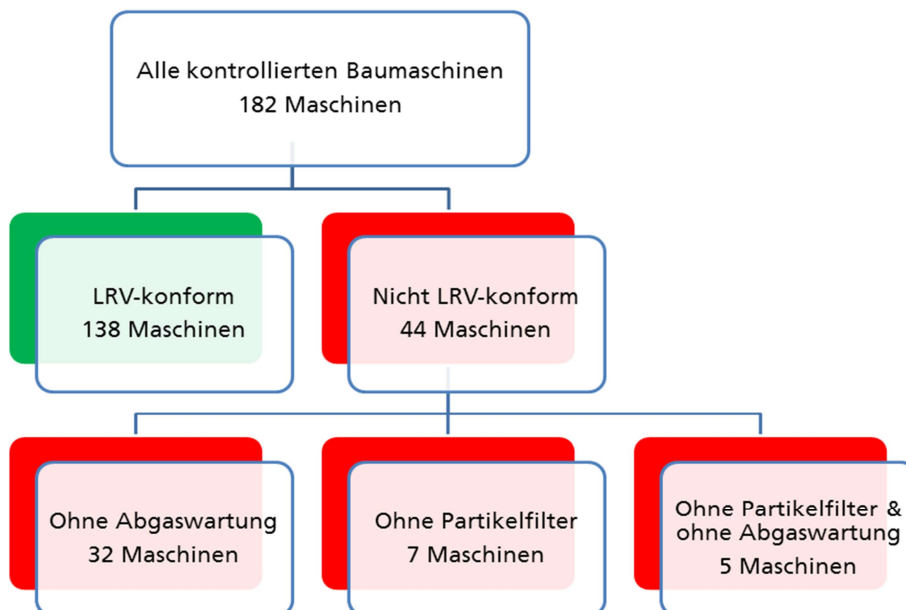 Alle kontrollierten Baumaschinen
182 Maschinen
LRV-konform
138 Maschinen
Nicht LRV-konform
44 Maschinen
Ohne Abgaswartung
32 Maschinen
Ohne Partikelfilter
7 Maschinen
Ohne Partikelfilter &
ohne Abgaswartung
5 Maschinen